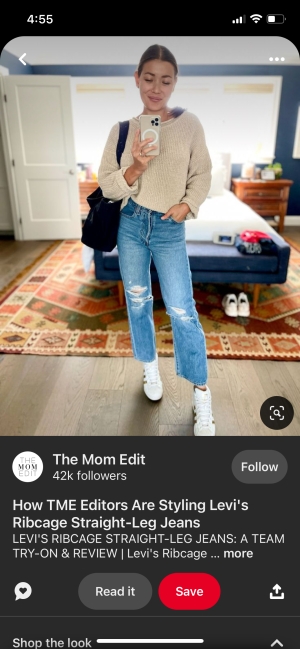 4:55
THE
MOM
EDIT
The Mom Edit
42k followers
Follow
How TME Editors Are Styling Levi's
Ribcage Straight-Leg Jeans
LEVI'S RIBCAGE STRAIGHT-LEG JEANS: A TEAM
TRY-ON & REVIEW | Levi's Ribcage ... more
Read it
Save
Shop the look